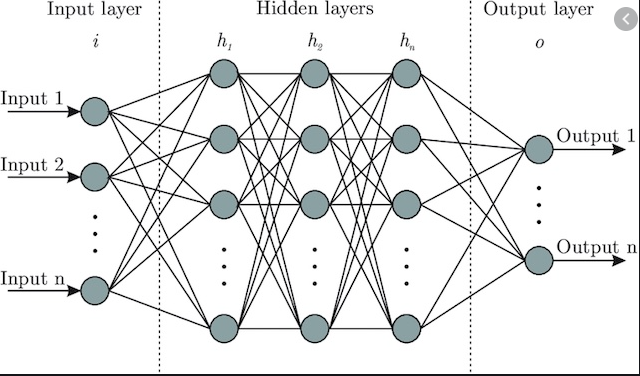 Input layer
Hidden layers
Output layer
i
h1
h2
hn
o
Input 1
Output 1
Input 2
Output n
Input n